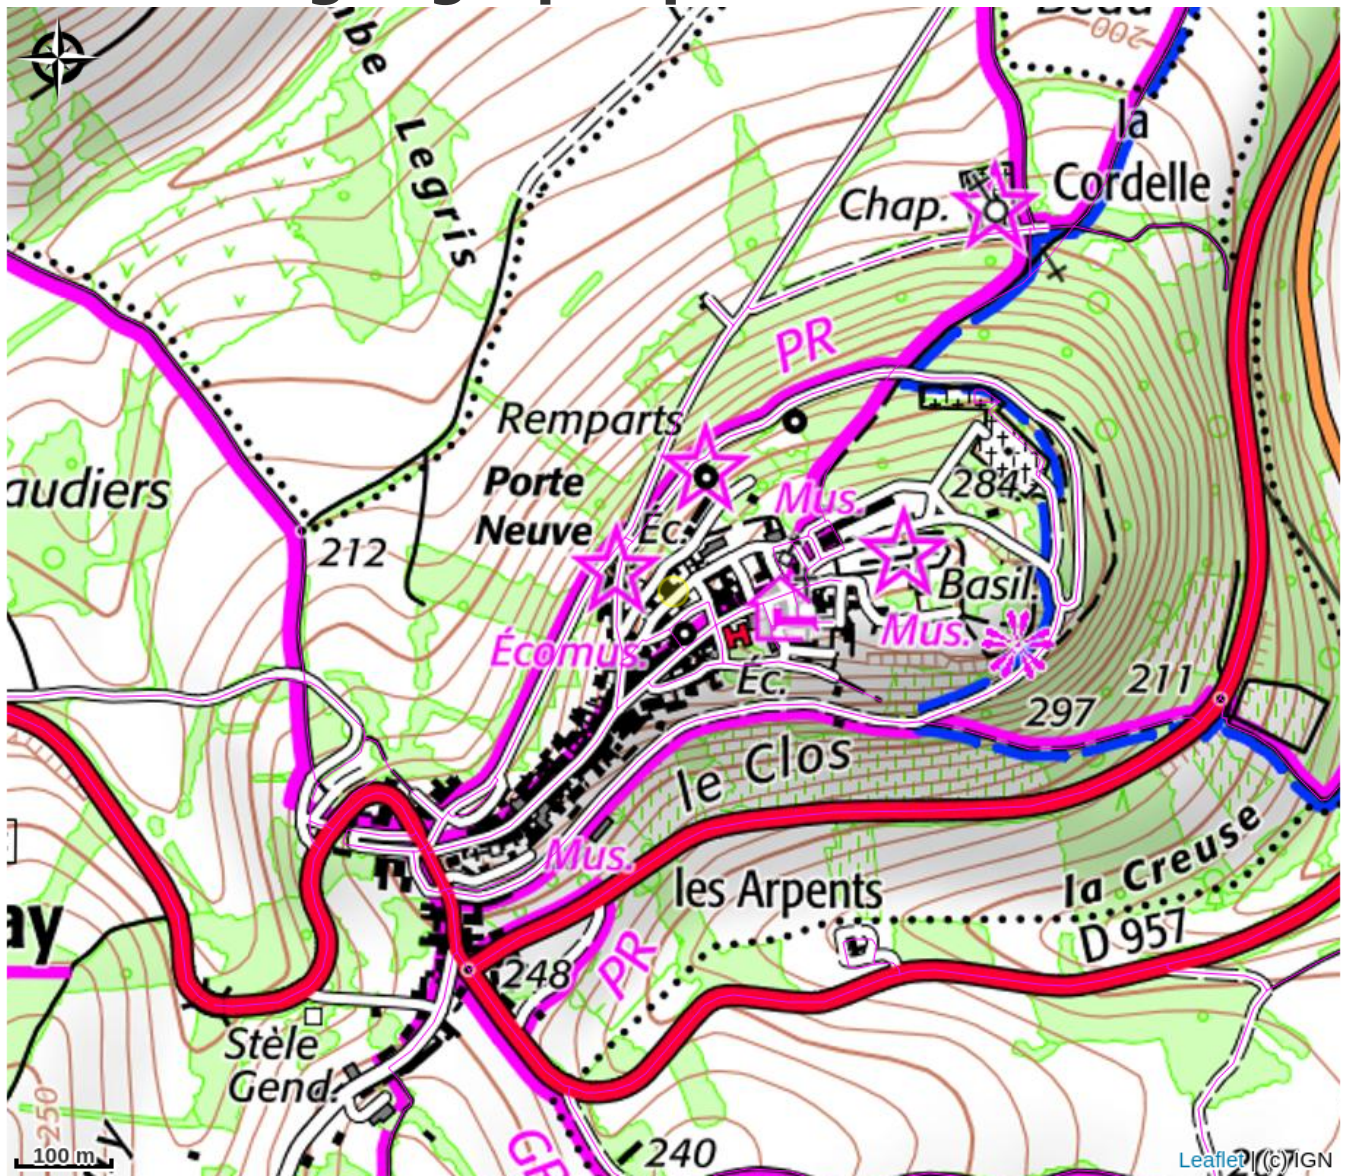 200
Legris
la
Cordelle
Chap.
PR
Remparts
Porte
Neuve
Éc.
Mus.
284
audiers
212
Basil.
Écomus.
Mus.
Éc.
297
211
le Clos
Mus.
les Arpents
la Creuse
D 957
ay
PR
248
Stèle
Gend.
250
240
100 m
Leaflet | (c) IGN